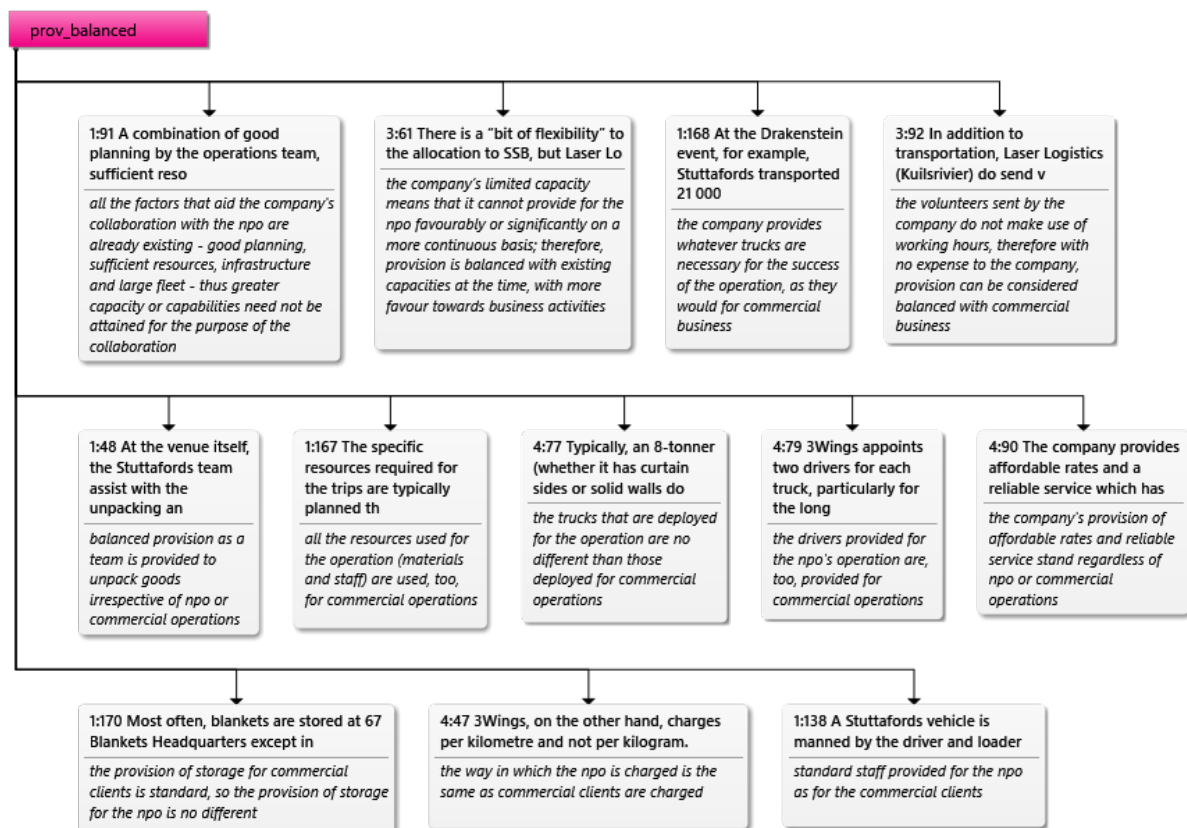 prov_balanced
1:91 A combination of good
planning by the operations team,
sufficient reso
all the factors that aid the company's
collaboration with the npo are
already existing - good planning,
sufficient resources, infrastructure
and large fleet - thus greater
capacity or capabilities need not be
attained for the purpose of the
collaboration
3:61 There is a "bit of flexibility" to
the allocation to SSB, but Laser Lo
the company's limited capacity
means that it cannot provide for the
npo favourably or significantly on a
more continuous basis; therefore,
provision is balanced with existing
capacities at the time, with more
favour towards business activities
1:168 At the Drakenstein
event, for example,
Stuttafords transported
21 000
the company provides
whatever trucks are
necessary for the success
of the operation, as they
would for commercial
business
3:92 In addition to
transportation, Laser Logistics
(Kuilsrivier) do send v
the volunteers sent by the
company do not make use of
working hours, therefore with
no expense to the company,
provision can be considered
balanced with commercial
business
1:48 At the venue itself,
the Stuttafords team
assist with the
unpacking an
balanced provision as a
team is provided to
unpack goods
irrespective of npo or
commercial operations
1:167 The specific
resources required for
the trips are typically
planned th
all the resources used for
the operation (materials
and staff) are used, too,
for commercial operations
4:77 Typically, an 8-tonner
(whether it has curtain
sides or solid walls do
the trucks that are deployed
for the operation are no
different than those
deployed for commercial
operations
4:79 3Wings appoints
two drivers for each
truck, particularly for
the long
the drivers provided for
the npo's operation are,
too, provided for
commercial operations
4:90 The company provides
affordable rates and a
reliable service which has
the company's provision of
affordable rates and reliable
service stand regardless of
npo or commercial
operations
1:170 Most often, blankets are stored at 67
Blankets Headquarters except in
the provision of storage for commercial
clients is standard, so the provision of storage
for the npo is no different
4:47 3Wings, on the other hand, charges
per kilometre and not per kilogram.
the way in which the npo is charged is the
same as commercial clients are charged
1:138 A Stuttafords vehicle is
manned by the driver and loader
standard staff provided for the npo
as for the commercial clients